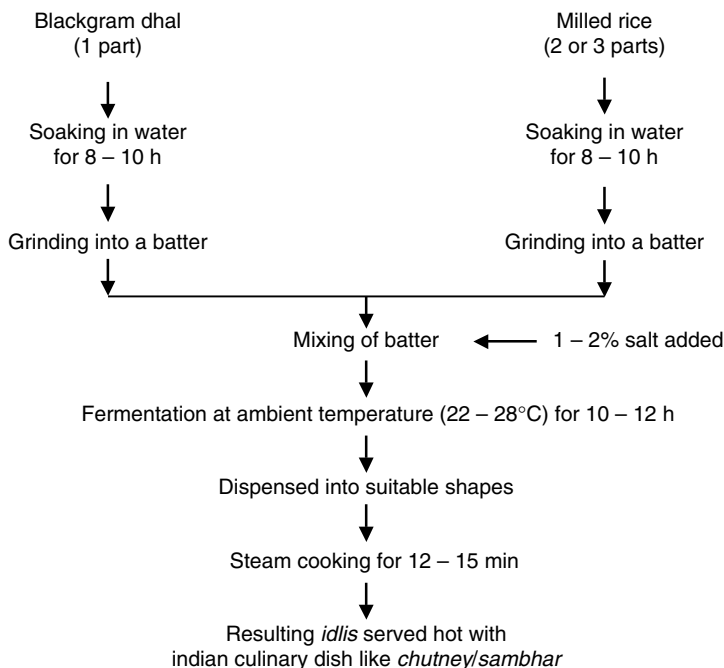 Blackgram dhal
(1 part)
Milled rice
(2 or 3 parts)
Soaking in water
for 8 – 10 h
Soaking in water
for 8 – 10 h
Grinding into a batter
Grinding into a batter
Mixing of batter
1 – 2% salt added
Fermentation at ambient temperature (22 – 28°C) for 10 – 12 h
Dispensed into suitable shapes
Steam cooking for 12 – 15 min
Resulting idlis served hot with
indian culinary dish like chutney/sambhar